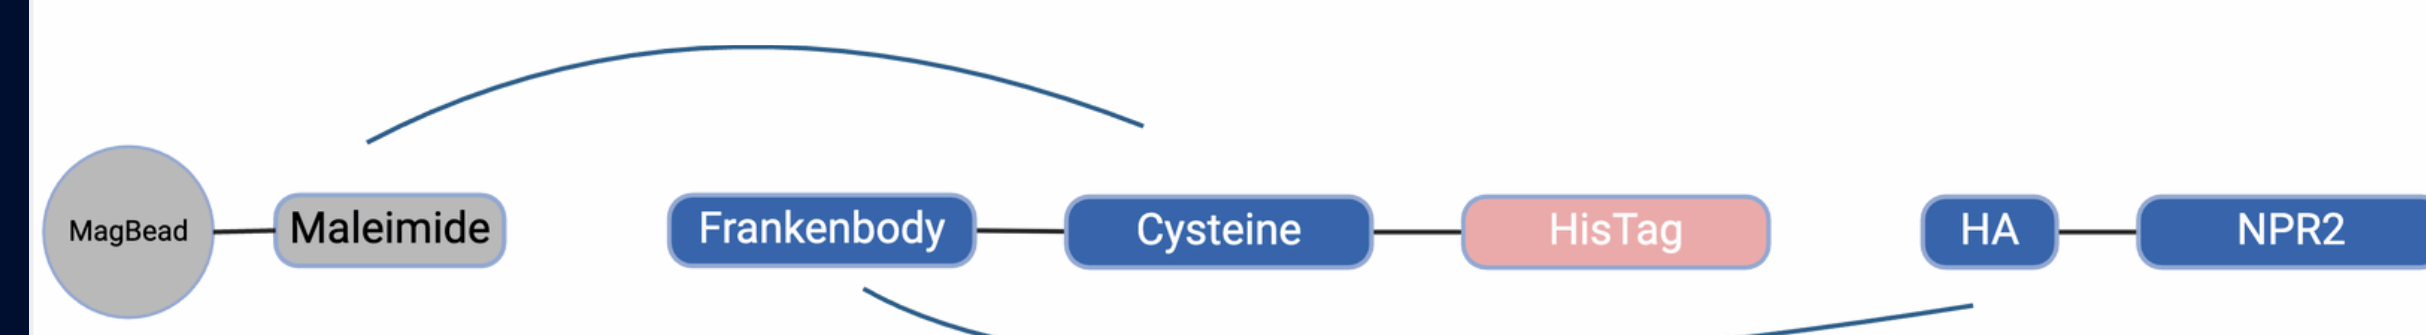 MagBead
Maleimide
Frankenbody
Cysteine
HisTag
HA
NPR2